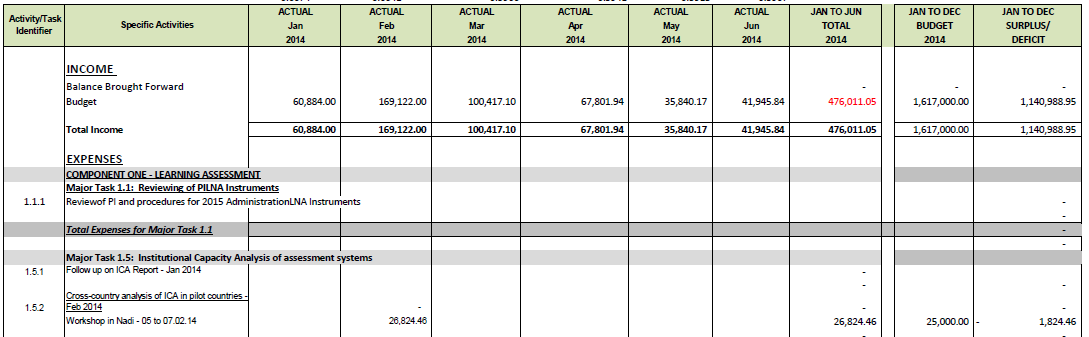 Activity/Task Identifier Specific Activities ACTUAL Jan 2014 ACTUAL Feb 2014 ACTUAL Mar 2014 ACTUAL Apr 2014 ACTUAL May 2014 ACTUAL Jun 2014 JAN TO JUN TOTAL 2014 JAN TO DEC BUDGET 2014 JAN TO DEC SURPLUS/ DEFICIT
INCOME
Balance Brought Forward - - -
Budget 60,884.00 169,122.00 100,417.10 67,801.94 35,840.17 41,945.84 476,011.05 1,617,000.00 1,140,988.95
Total Income 60,884.00 169,122.00 100,417.10 67,801.94 35,840.17 41,945.84 476,011.05 1,617,000.00 1,140,988.95
EXPENSES
COMPONENT ONE - LEARNING ASSESSMENT
Major Task 1.1: Reviewing of PILNA Instruments
1.1.1 Reviewof PI and procedures for 2015 AdministrationLNA Instruments -
-
Total Expenses for Major Task 1.1 -
-
Major Task 1.5: Institutional Capacity Analysis of assessment systems
1.5.1 Follow up on ICA Report - Jan 2014 -
- -
Cross-country analysis of ICA in pilot countries -
1.5.2 Feb 2014 - - -
Workshop in Nadi - 05 to 07.02.14 26,824.46 26,824.46 25,000.00 - 1,824.46